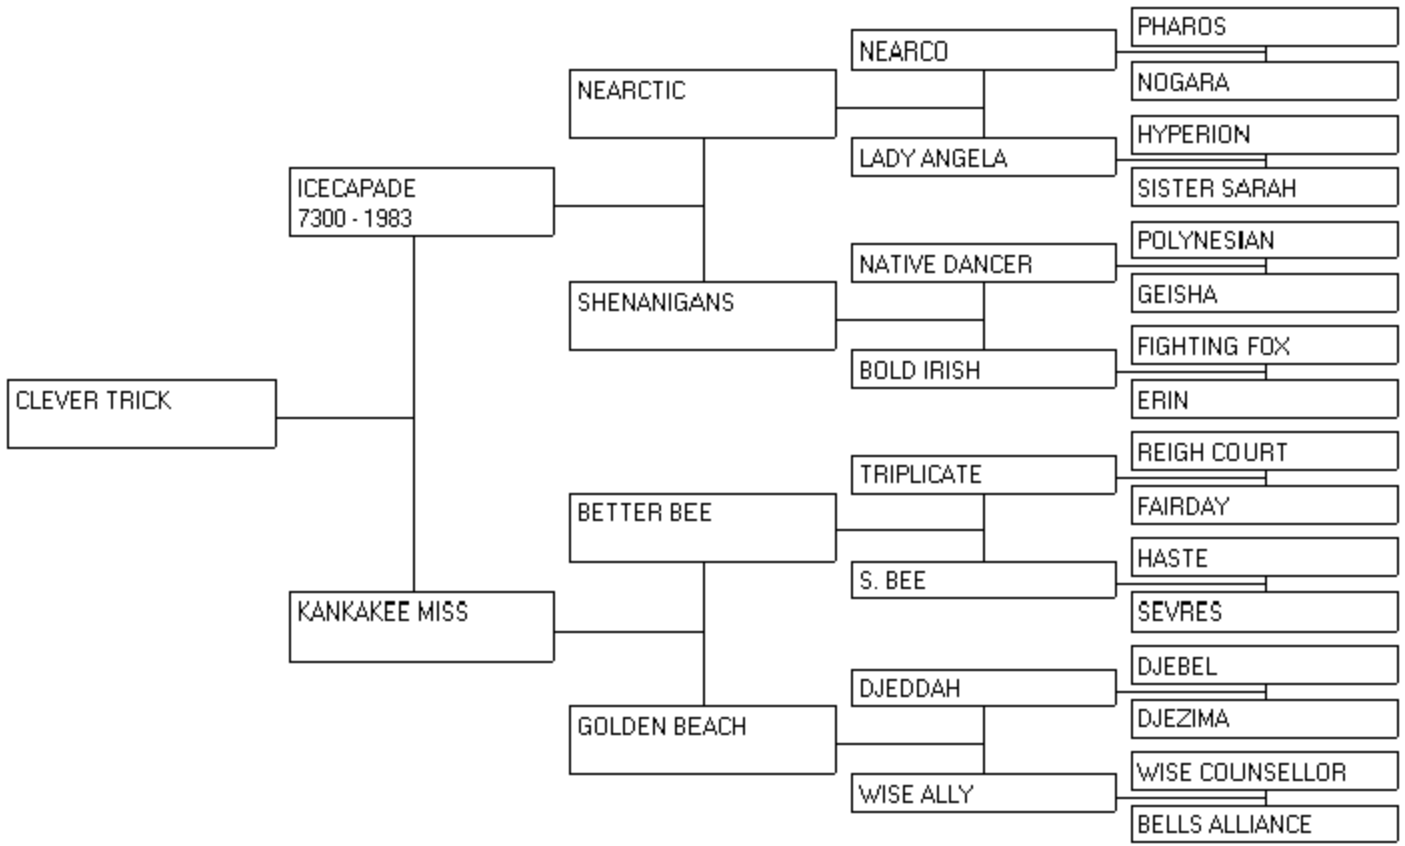 PHAROS
NEARCO
NOGARA
NEARCTIC
HYPERION
LADY ANGELA
SISTER SARAH
ICECAPADE
7300 - 1983
POLYNESIAN
NATIVE DANCER
GEISHA
SHENANIGANS
FIGHTING FOX
BOLD IRISH
ERIN
CLEVER TRICK
REIGH COURT
TRIPLICATE
FAIRDAY
BETTER BEE
HASTE
S. BEE
SEVRES
KANKAKEE MISS
DJEBEL
DJEDDAH
DJEZIMA
GOLDEN BEACH
WISE COUNSELLOR
WISE ALLY
BELLS ALLIANCE